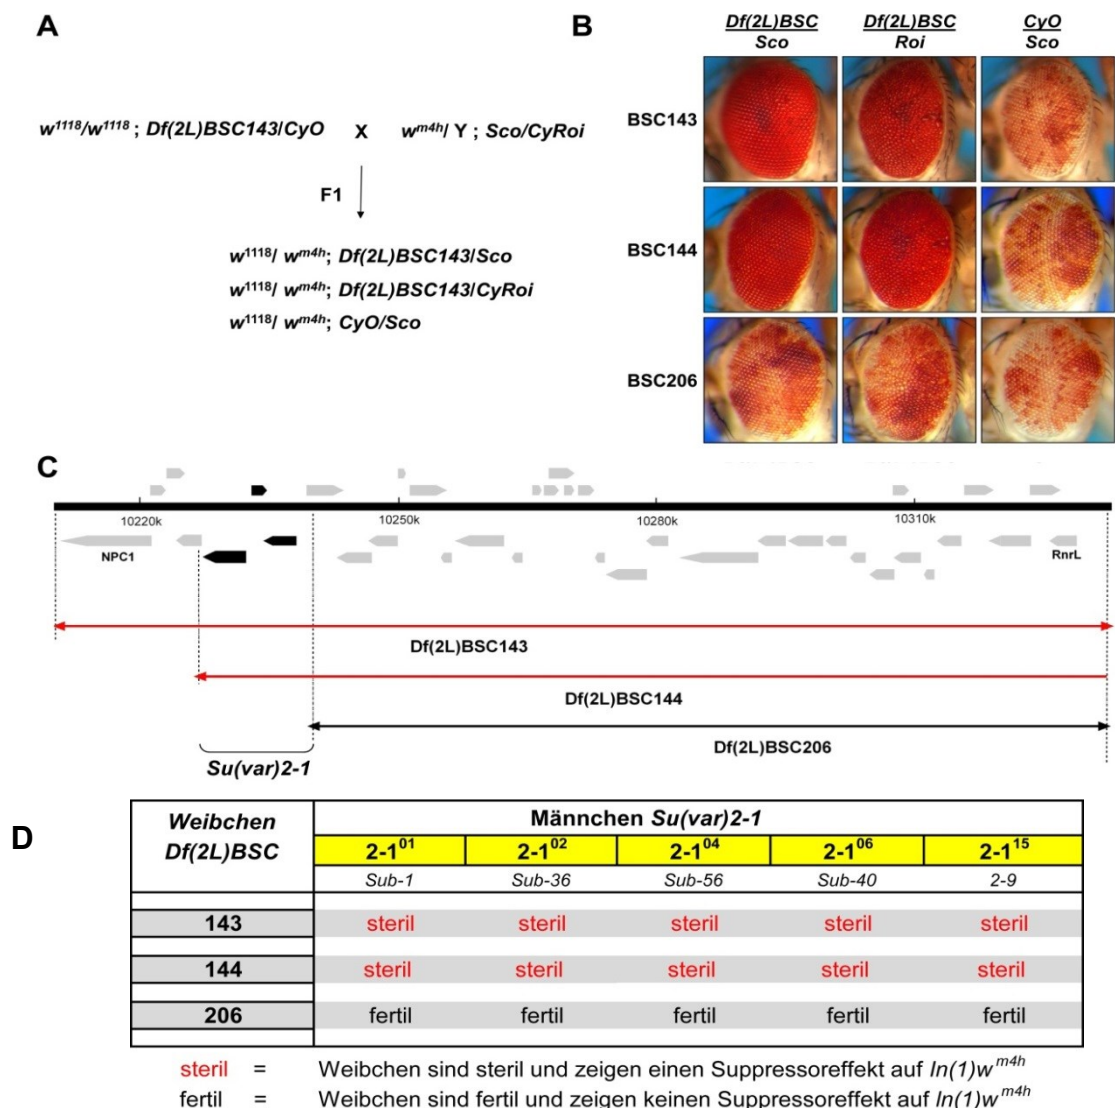 A
w1118/w1118 ; Df(2L)BSC143/CyO X wm4h/ Y ; Sco/CyRoi
F1
w1118/ wm4h; Df(2L)BSC143/Sco
w1118/ wm4h; Df(2L)BSC143/CyRoi
w1118/ wm4h; CyO/Sco
B
Df(2L)BSC Df(2L)BSC CyO
Sco Roi Sco
BSC143
BSC144
BSC206
C
10220k 10250k 10280k 10310k
NPC1 RnrL
Df(2L)BSC143
Df(2L)BSC144
Df(2L)BSC206
Su(var)2-1
D
Weibchen Männchen Su(var)2-1
Df(2L)BSC 2-101 2-102 2-104 2-106 2-115
Sub-1 Sub-36 Sub-56 Sub-40 2-9
143 steril steril steril steril steril
144 steril steril steril steril steril
206 fertil fertil fertil fertil fertil
steril = Weibchen sind steril und zeigen einen Suppressoreffekt auf In(1)wm4h
fertil = Weibchen sind fertil und zeigen keinen Suppressoreffekt auf In(1)wm4h